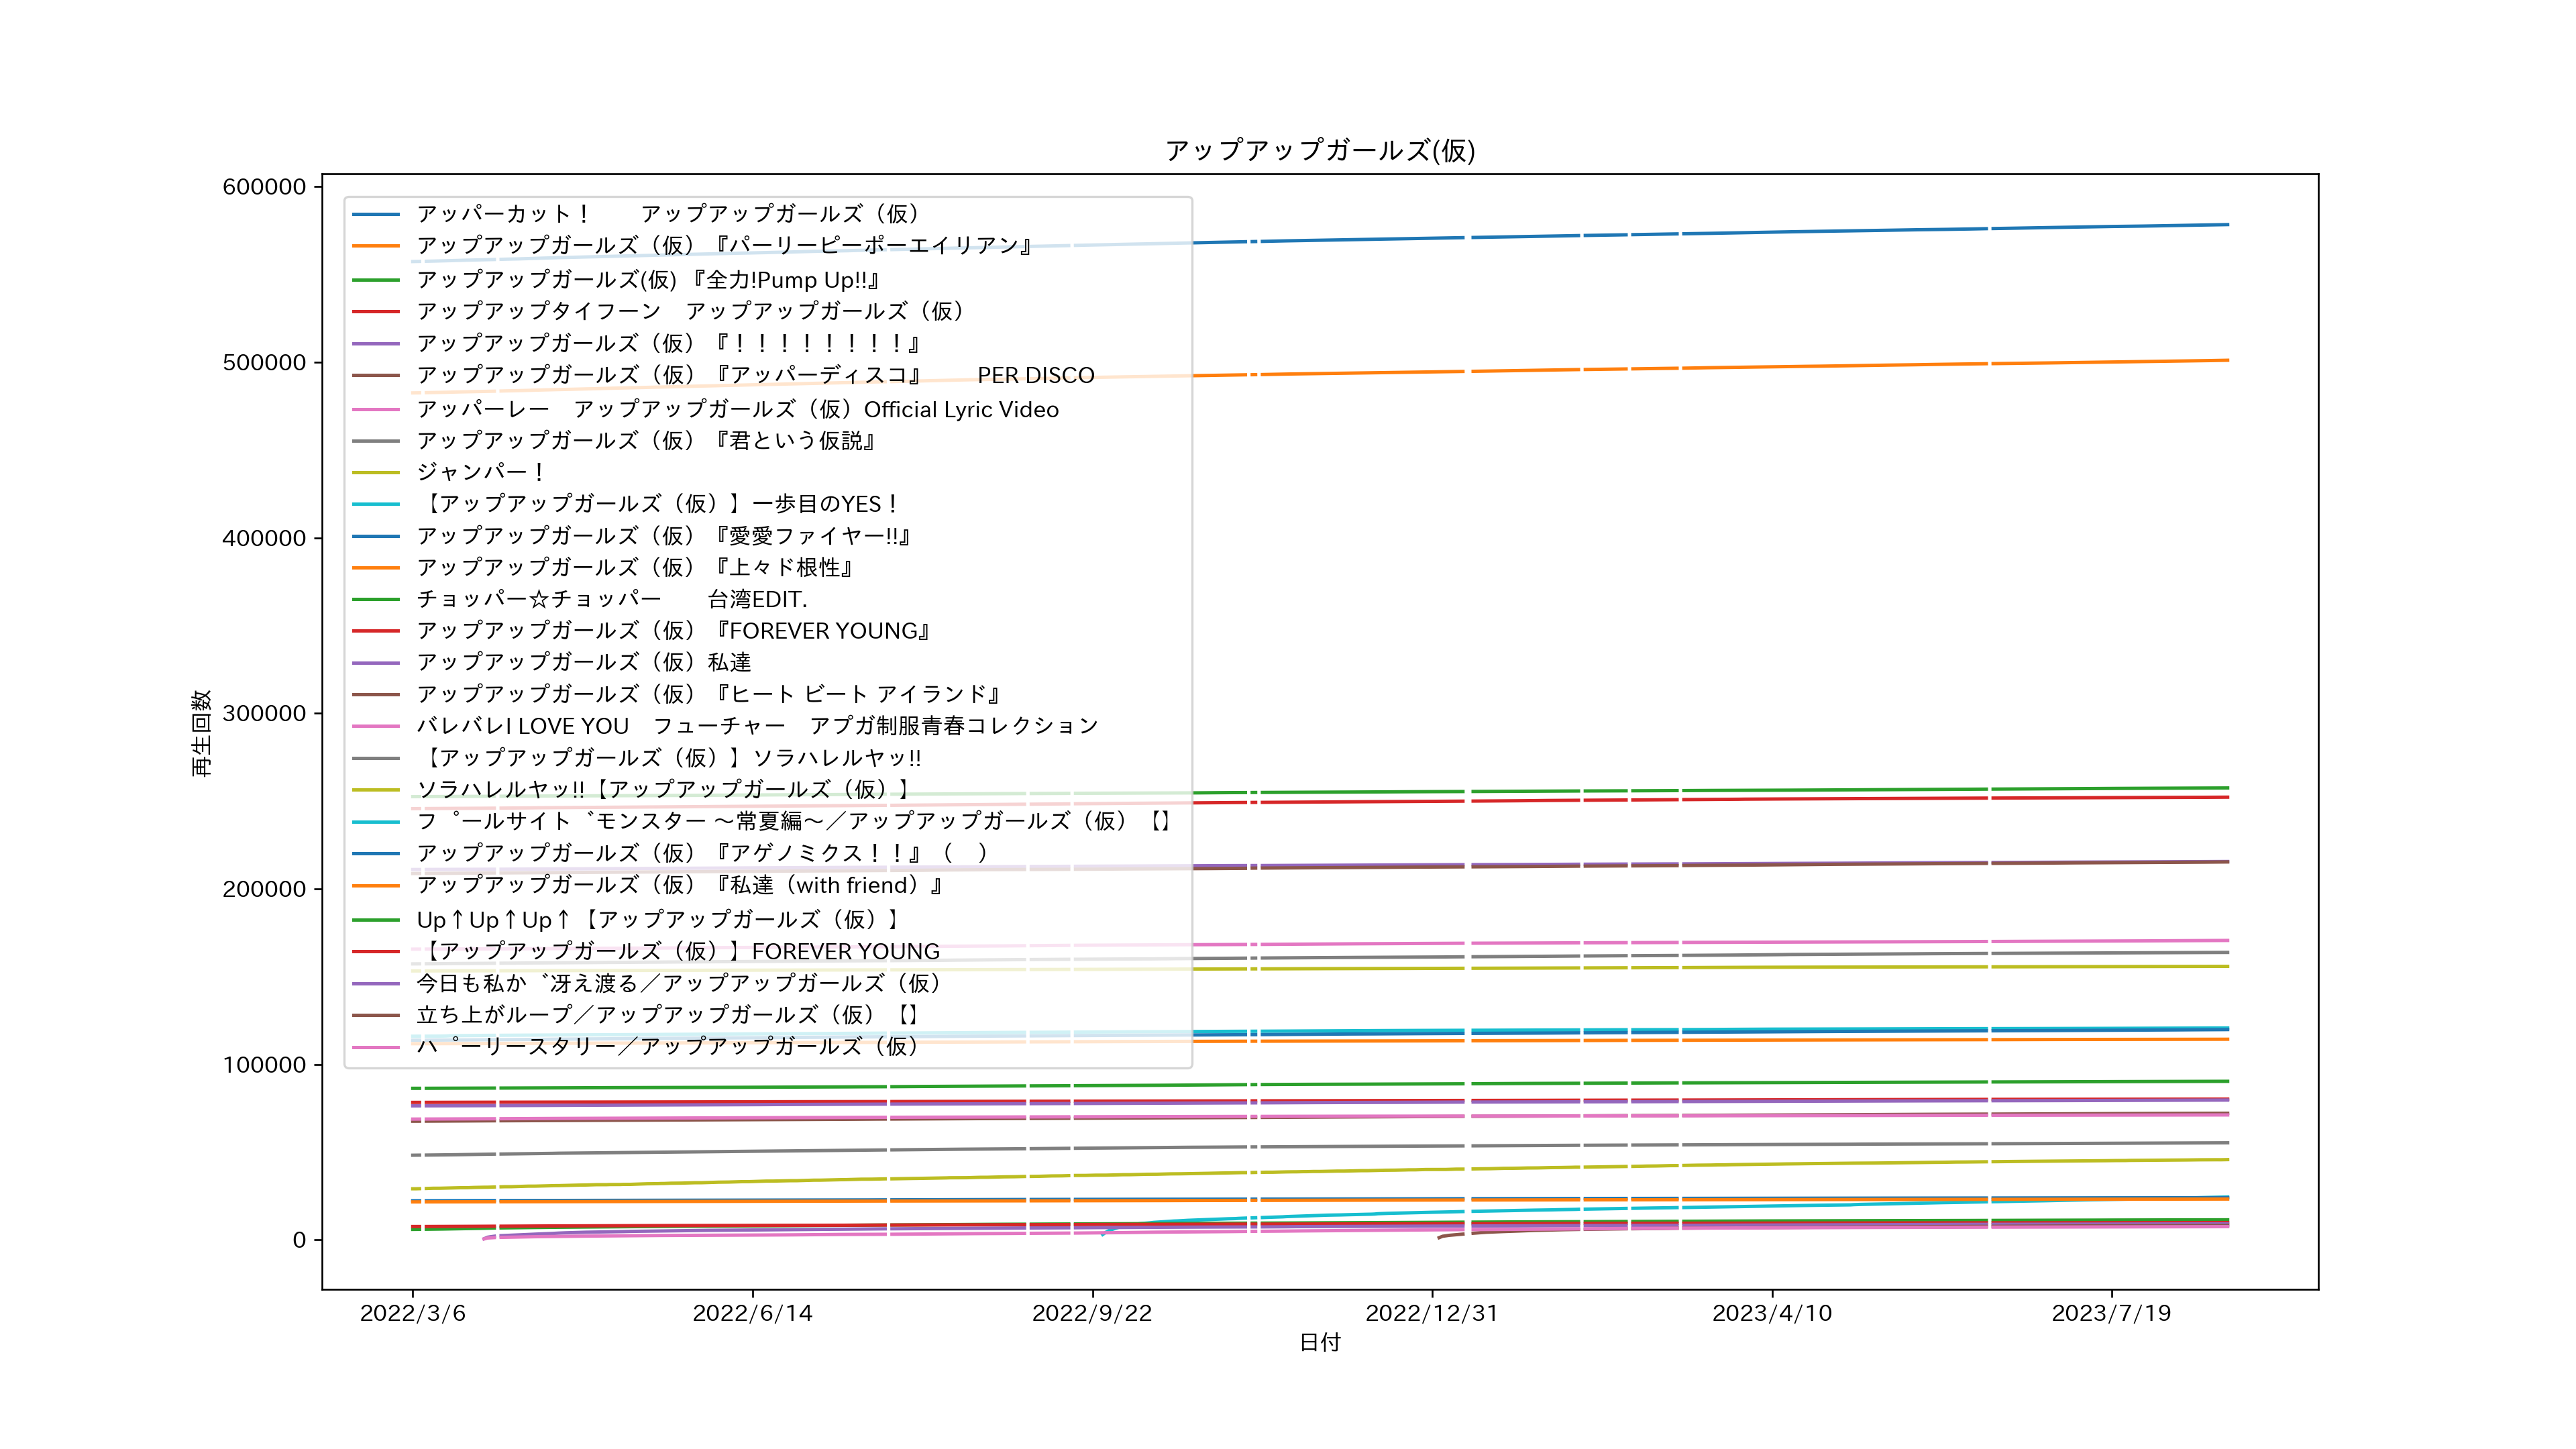 アップアップガールズ(仮)
600000
500000
400000
300000
200000
100000
0
再生回数
アッパーカット！　　アップアップガールズ（仮）
アップアップガールズ（仮）『パーリーピーポーエイリアン』
アップアップガールズ(仮) 『全力!Pump Up!!』
アップアップタイフーン　アップアップガールズ（仮）
アップアップガールズ（仮）『！！！！！！！！』
アップアップガールズ（仮）『アッパーディスコ』　　PER DISCO
アッパーレー　アップアップガールズ（仮）Official Lyric Video
アップアップガールズ（仮）『君という仮説』
ジャンパー！
【アップアップガールズ（仮）】一歩目のYES！
アップアップガールズ（仮）『愛愛ファイヤー!!』
アップアップガールズ（仮）『上々ド根性』
チョッパー☆チョッパー　　台湾EDIT.
アップアップガールズ（仮）『FOREVER YOUNG』
アップアップガールズ（仮）私達
アップアップガールズ（仮）『ヒート ビート アイランド』
バレバレI LOVE YOU　フューチャー　アプガ制服青春コレクション
【アップアップガールズ（仮）】ソラハレルヤッ!!
ソラハレルヤッ!!【アップアップガールズ（仮）】
フ゜ールサイト゛モンスター ～常夏編～／アップアップガールズ（仮）【】
アップアップガールズ（仮）『アゲノミクス！！』（　）
アップアップガールズ（仮）『私達（with friend）』
Up↑Up↑Up↑【アップアップガールズ（仮）】
【アップアップガールズ（仮）】FOREVER YOUNG
今日も私か゛冴え渡る／アップアップガールズ（仮）
立ち上がループ／アップアップガールズ（仮）【】
ハ゜ーリースタリー／アップアップガールズ（仮）
2022/3/6
2022/6/14
2022/9/22
2022/12/31
2023/4/10
2023/7/19
日付